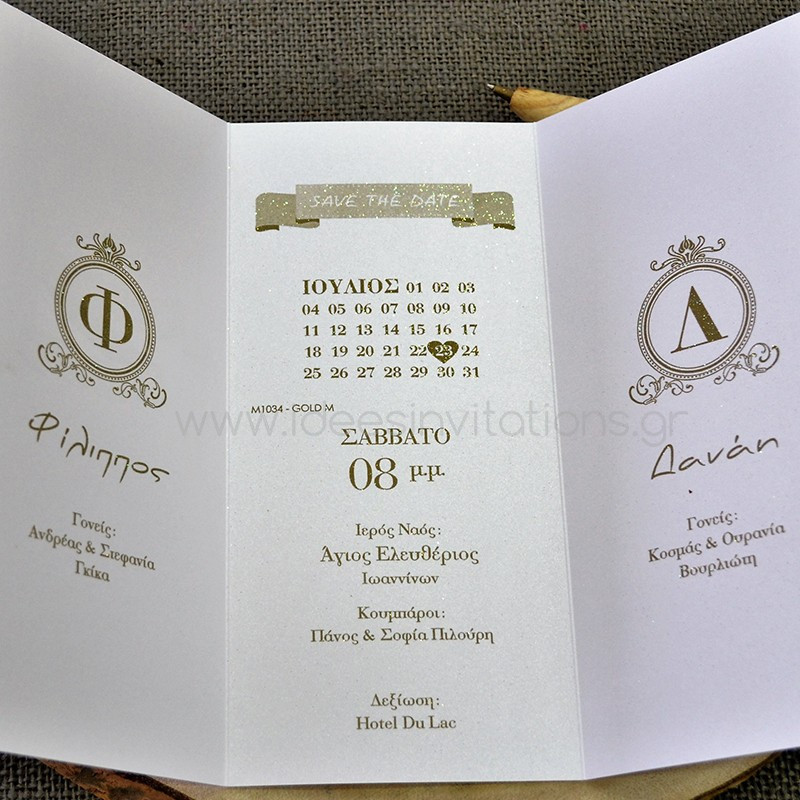 Φ
Φίλιππος
Γονείς:
Ανδρέας & Στεφανία
Γκίκα
SAVE THE DATE
ΙΟΥΛΙΟΣ 01 02 03
04 05 06 07 08 09 10
11 12 13 14 15 16 17
18 19 20 21 22 23 24
25 26 27 28 29 30 31
M1034 - GOLD M
www.ideesinvitations.gr
ΣΑΒΒΑΤΟ
08 μ.μ.
Ιερός Ναός:
Άγιος Ελευθέριος
Ιωαννίνων
Κουμπάροι:
Πάνος & Σοφία Πιλούρη
Δεξίωση:
Hotel Du Lac
Δ
Δανάη
Γονείς:
Κοσμάς & Ουρανία
Βουρλιώτη